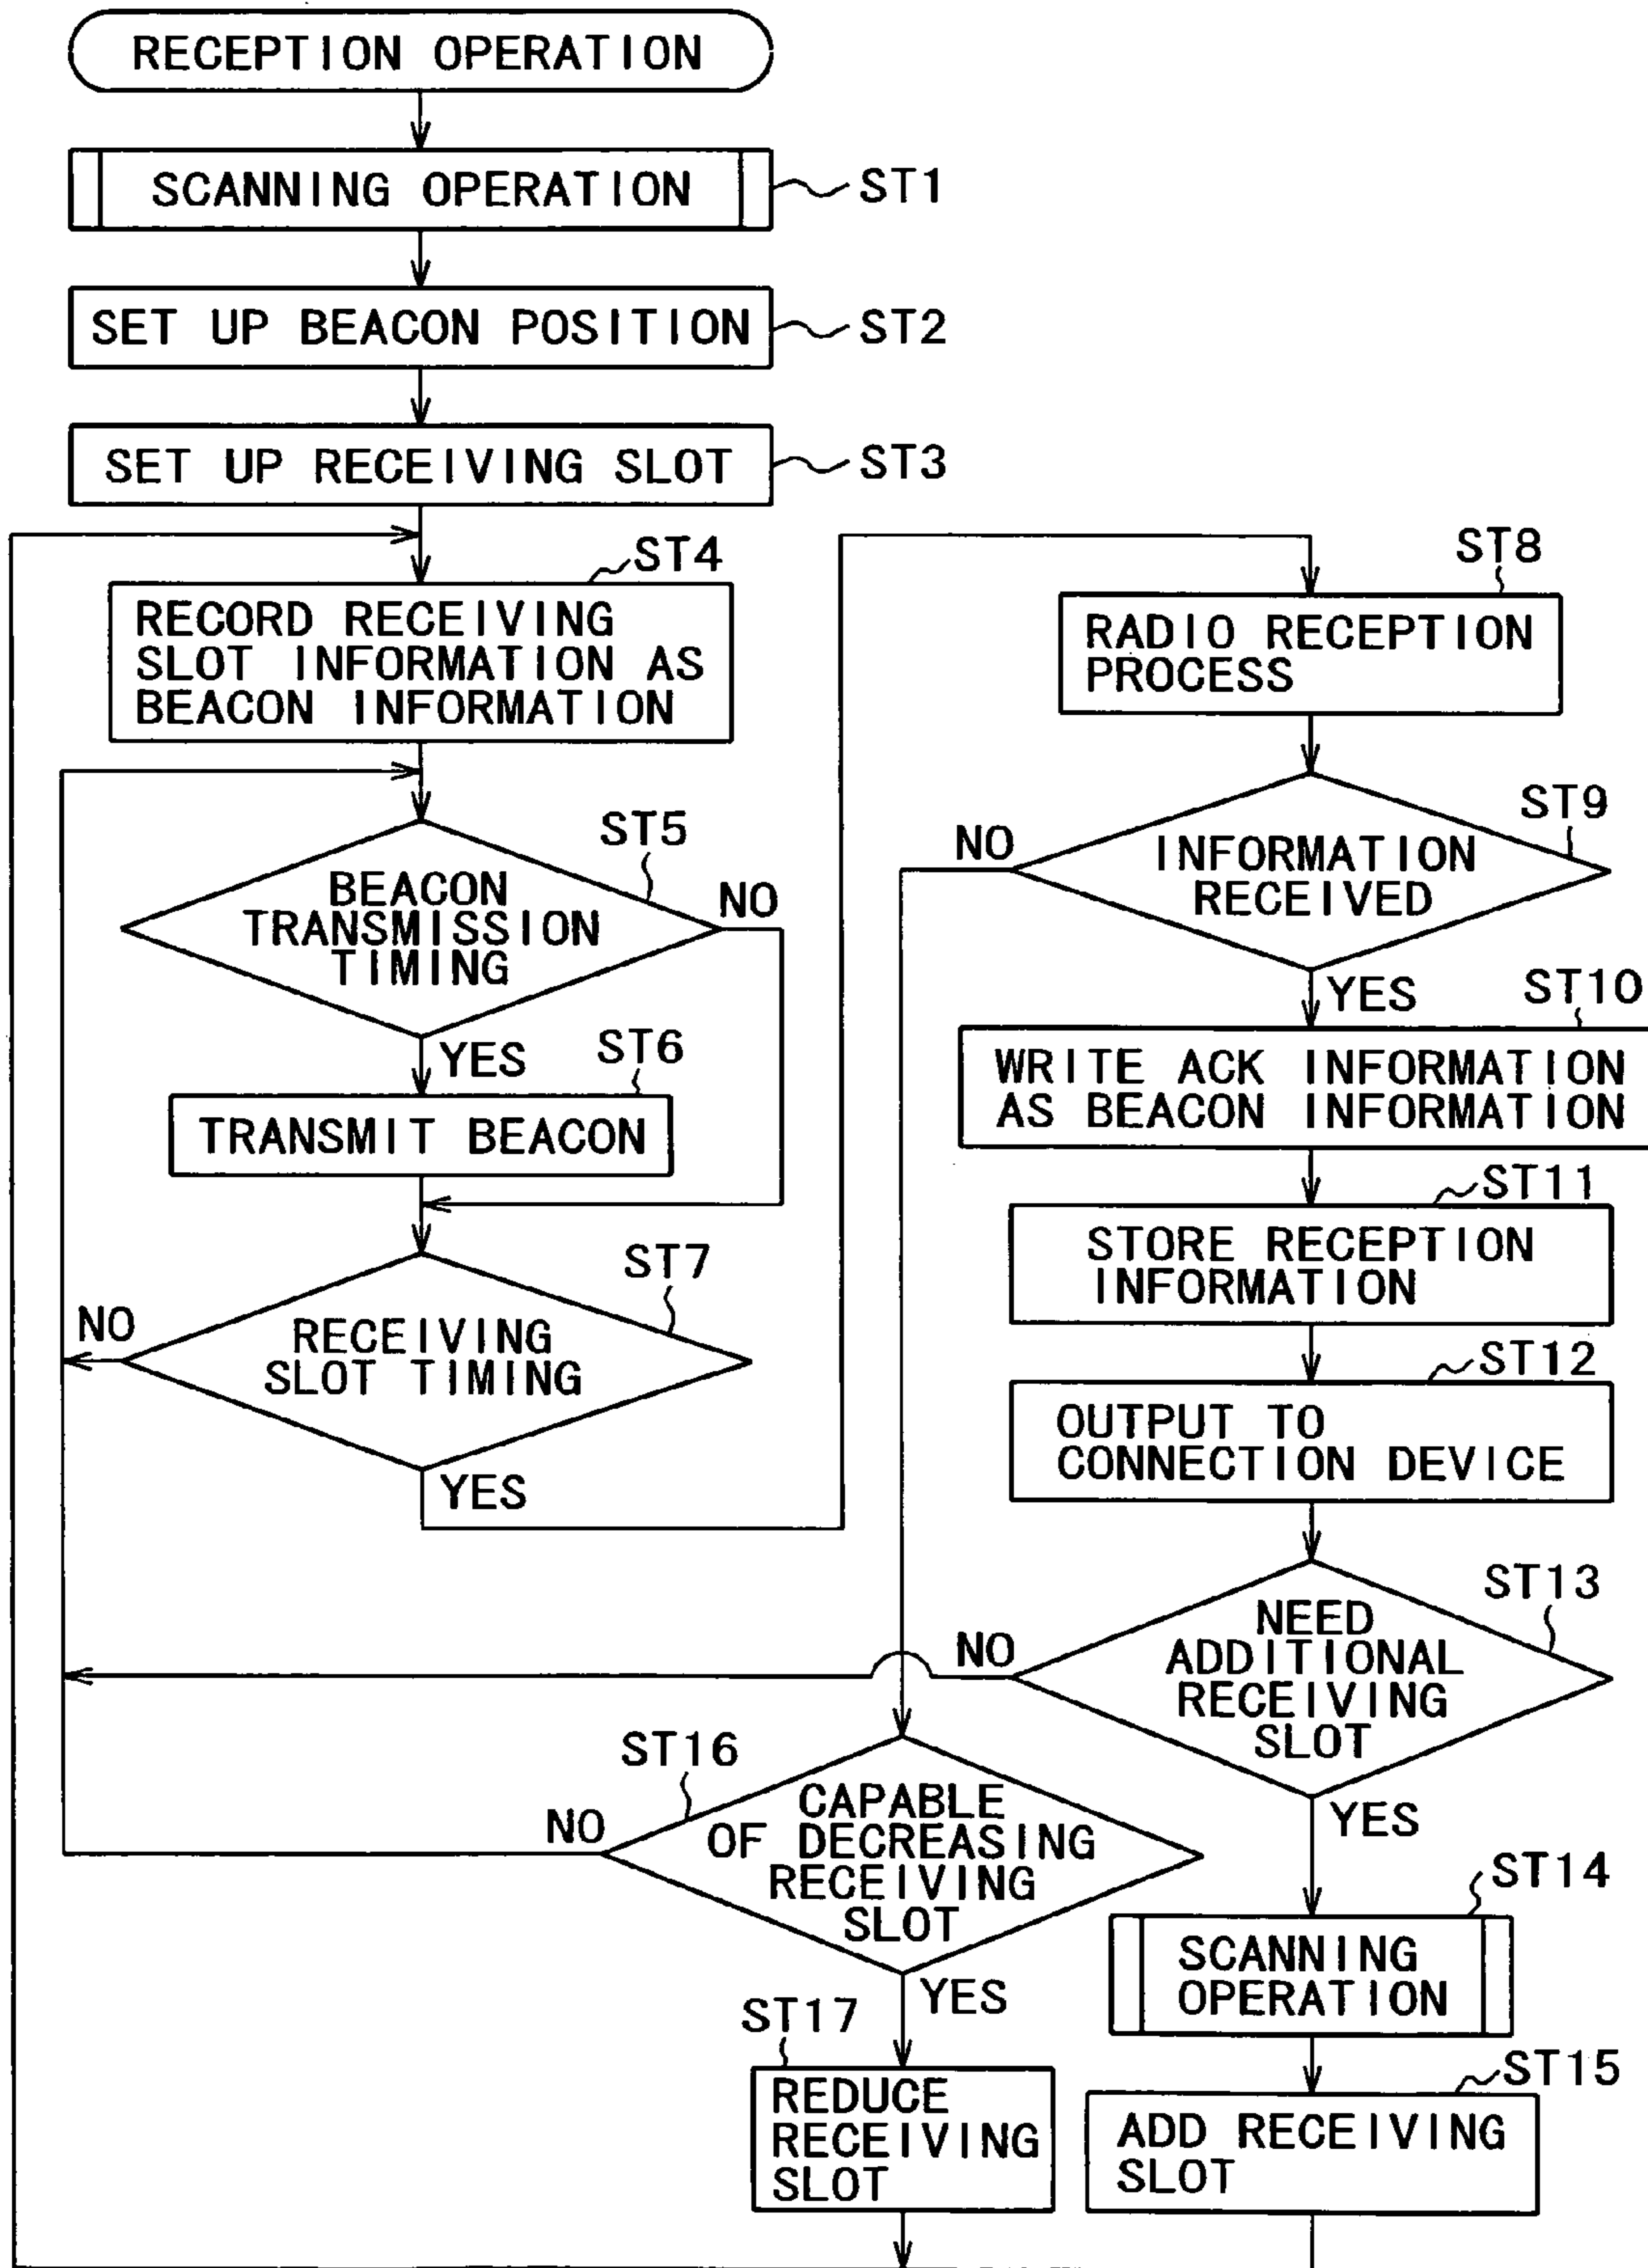 RECEPTION OPERATION
SCANNING OPERATION
ST1
SET UP BEACON POSITION
ST2
SET UP RECEIVING SLOT
ST3
ST4
RECORD RECEIVING
SLOT INFORMATION AS
BEACON INFORMATION
ST5
BEACON
TRANSMISSION
TIMING
NO
YES
ST6
TRANSMIT BEACON
ST7
RECEIVING
SLOT TIMING
NO
YES
ST8
RADIO RECEPTION
PROCESS
ST9
INFORMATION
RECEIVED
NO
YES
ST10
WRITE ACK INFORMATION
AS BEACON INFORMATION
ST11
STORE RECEPTION
INFORMATION
ST12
OUTPUT TO
CONNECTION DEVICE
ST13
NEED
ADDITIONAL
RECEIVING
SLOT
NO
YES
ST14
SCANNING
OPERATION
ST15
ADD RECEIVING
SLOT
ST16
CAPABLE
OF DECREASING
RECEIVING
SLOT
NO
YES
ST17
REDUCE
RECEIVING
SLOT